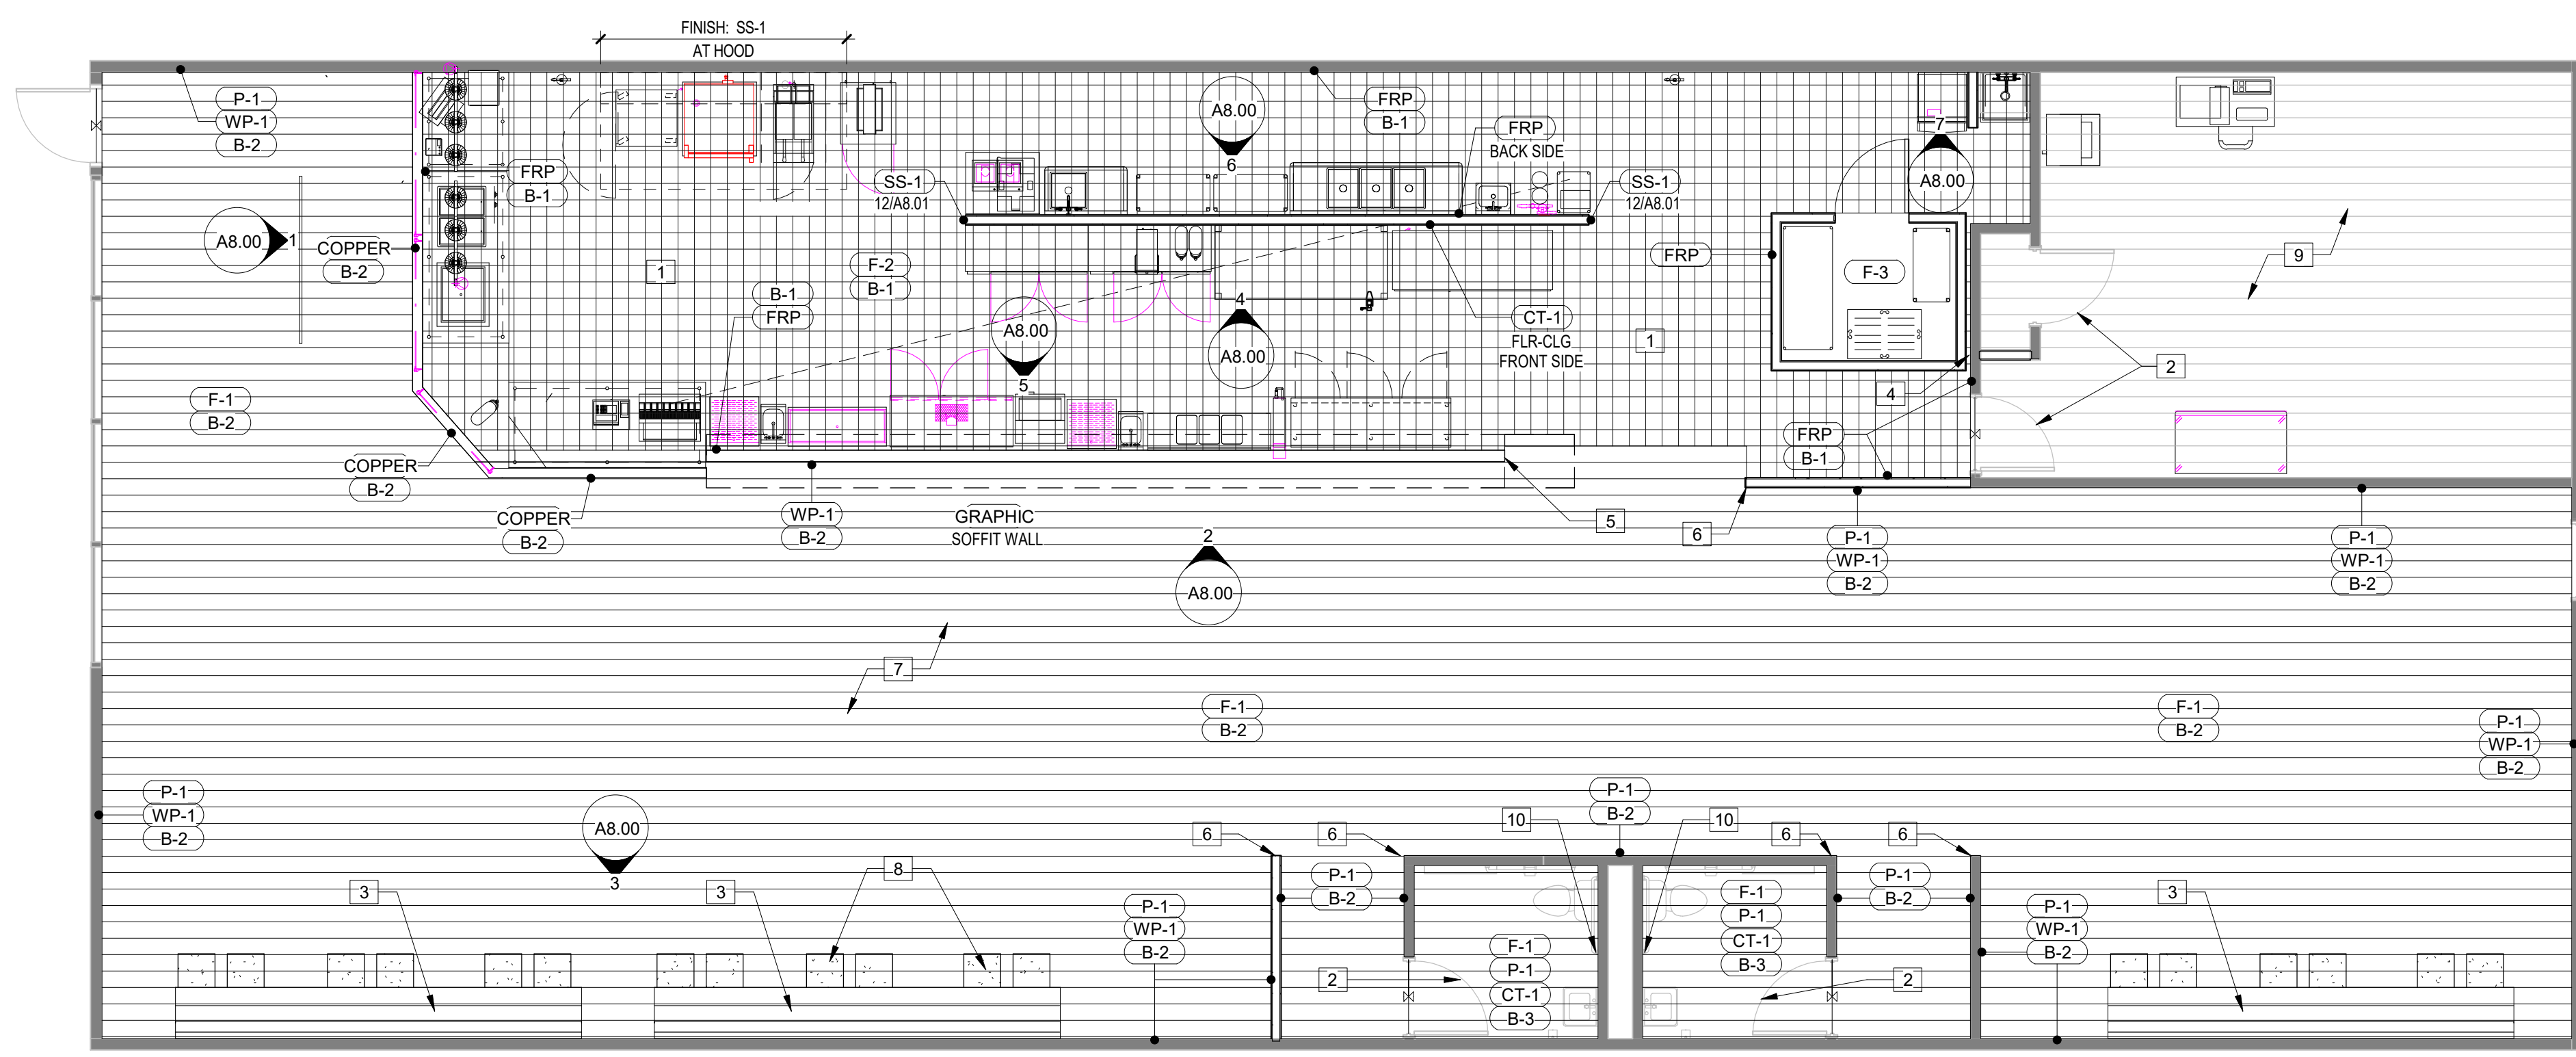 FINISH: SS-1
AT HOOD
P-1
WP-1
B-2
A8.00
1
COPPER
B-2
FRP
B-1
1
F-2
B-1
B-1
FRP
SS-1
12/A8.01
A8.00
6
FRP
B-1
FRP
BACK SIDE
SS-1
12/A8.01
7
A8.00
FRP
F-3
9
A8.00
5
4
A8.00
CT-1
FLR-CLG
FRONT SIDE
1
4
2
F-1
B-2
COPPER
B-2
COPPER
B-2
WP-1
B-2
GRAPHIC
SOFFIT WALL
2
A8.00
5
6
FRP
B-1
P-1
WP-1
B-2
P-1
WP-1
B-2
7
F-1
B-2
F-1
B-2
P-1
WP-1
B-2
P-1
WP-1
B-2
A8.00
3
3
3
8
6
6
10
P-1
B-2
10
6
6
P-1
WP-1
B-2
P-1
B-2
F-1
P-1
CT-1
B-3
P-1
B-2
2
F-1
P-1
CT-1
B-3
2
P-1
WP-1
B-2
3